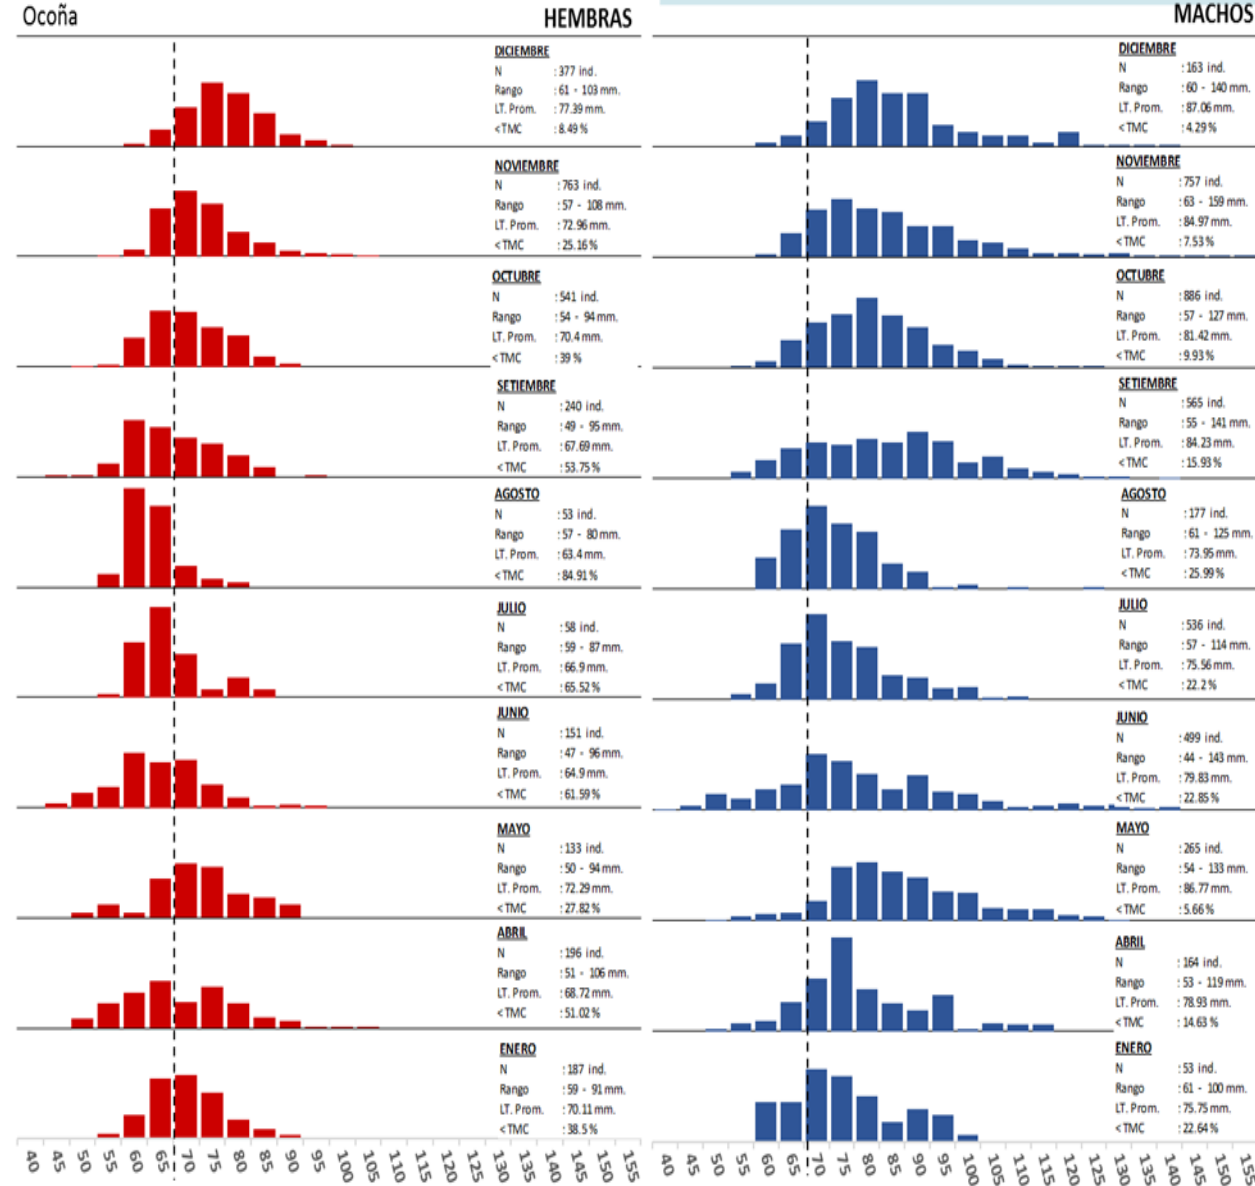 Ocoña
HEMBRAS
DICIEMBRE
N : 377 ind.
Rango : 61 - 103 mm.
LT. Prom. : 77.39 mm.
<TMC : 8.49 %
NOVIEMBRE
N : 763 ind.
Rango : 57 - 108 mm.
LT. Prom. : 72.96 mm.
<TMC : 25.16 %
OCTUBRE
N : 541 ind.
Rango : 54 - 94 mm.
LT. Prom. : 70.4 mm.
<TMC : 39 %
SETIEMBRE
N : 240 ind.
Rango : 49 - 95 mm.
LT. Prom. : 67.69 mm.
<TMC : 53.75 %
AGOSTO
N : 53 ind.
Rango : 57 - 80 mm.
LT. Prom. : 63.4 mm.
<TMC : 84.91 %
JULIO
N : 58 ind.
Rango : 59 - 87 mm.
LT. Prom. : 66.9 mm.
<TMC : 65.52 %
JUNIO
N : 151 ind.
Rango : 47 - 96 mm.
LT. Prom. : 64.9 mm.
<TMC : 61.59 %
MAYO
N : 133 ind.
Rango : 50 - 94 mm.
LT. Prom. : 72.29 mm.
<TMC : 27.82 %
ABRIL
N : 196 ind.
Rango : 51 - 106 mm.
LT. Prom. : 68.72 mm.
<TMC : 51.02 %
ENERO
N : 187 ind.
Rango : 59 - 91 mm.
LT. Prom. : 70.11 mm.
<TMC : 38.5 %
40 45 50 55 60 65 70 75 80 85 90 95 100 105 110 115 120 125 130 135 140 145 150 155
MACHOS
DICIEMBRE
N : 163 ind.
Rango : 60 - 140 mm.
LT. Prom. : 87.06 mm.
<TMC : 4.29 %
NOVIEMBRE
N : 757 ind.
Rango : 63 - 159 mm.
LT. Prom. : 84.97 mm.
<TMC : 7.53 %
OCTUBRE
N : 886 ind.
Rango : 57 - 127 mm.
LT. Prom. : 81.42 mm.
<TMC : 9.93 %
SETIEMBRE
N : 565 ind.
Rango : 55 - 141 mm.
LT. Prom. : 84.23 mm.
<TMC : 15.93 %
AGOSTO
N : 177 ind.
Rango : 61 - 125 mm.
LT. Prom. : 73.95 mm.
<TMC : 25.99 %
JULIO
N : 536 ind.
Rango : 57 - 114 mm.
LT. Prom. : 75.56 mm.
<TMC : 22.2 %
JUNIO
N : 499 ind.
Rango : 44 - 143 mm.
LT. Prom. : 79.83 mm.
<TMC : 22.85 %
MAYO
N : 265 ind.
Rango : 54 - 133 mm.
LT. Prom. : 86.77 mm.
<TMC : 5.66 %
ABRIL
N : 164 ind.
Rango : 53 - 119 mm.
LT. Prom. : 78.93 mm.
<TMC : 14.63 %
ENERO
N : 53 ind.
Rango : 61 - 100 mm.
LT. Prom. : 75.75 mm.
<TMC : 22.64 %
40 45 50 55 60 65 70 75 80 85 90 95 100 105 110 115 120 125 130 135 140 145 150